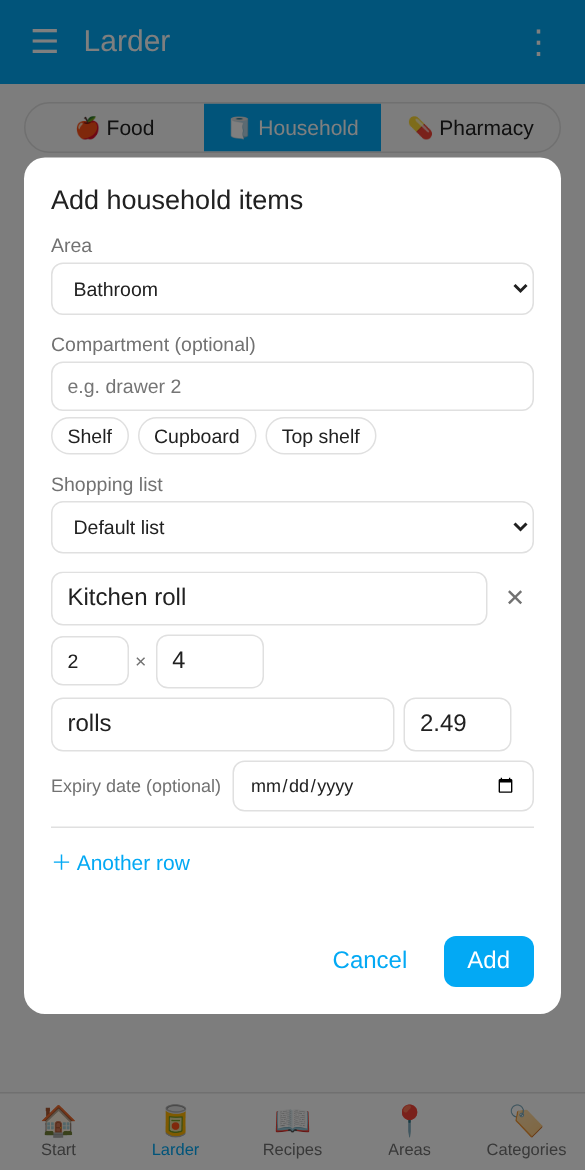 ☰ Larder ⋮
🍎 Food 🧻 Household 💊 Pharmacy
Add household items
Area
Bathroom
Compartment (optional)
e.g. drawer 2
Shelf Cupboard Top shelf
Shopping list
Default list
Kitchen roll ✕
2 × 4
rolls 2.49
Expiry date (optional) mm/dd/yyyy
+ Another row
Cancel Add
Start Larder Recipes Areas Categories